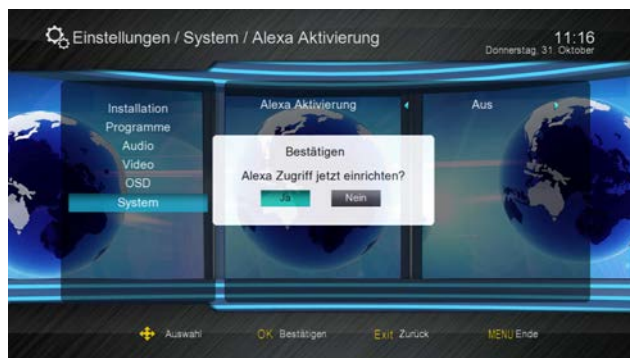 Einstellungen / System / Alexa Aktivierung
11:16
Donnerstag, 31. Oktober
Installation
Programme
Audio
Video
OSD
System
Alexa Aktivierung
Aus
Bestätigen
Alexa Zugriff jetzt einrichten?
Ja
Nein
Auswahl
OK Bestätigen
Exit Zurück
MENU Ende